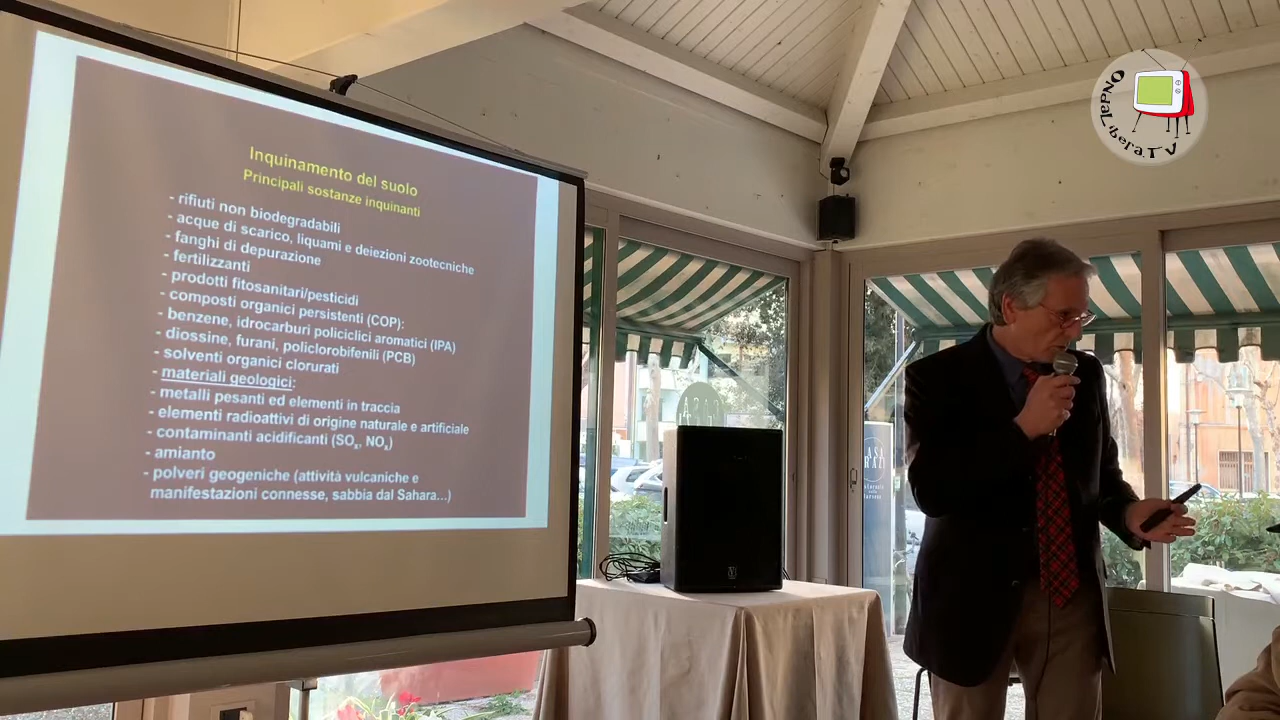 Inquinamento del suolo
Principali sostanze inquinanti
- rifiuti non biodegradabili
- acque di scarico, liquami e deiezioni zootecniche
- fanghi di depurazione
- fertilizzanti
- prodotti fitosanitari/pesticidi
- composti organici persistenti (COP):
- benzene, idrocarburi policiclici aromatici (IPA)
- diossine, furani, policlorobifenili (PCB)
- solventi organici clorurati
- materiali geologici:
- metalli pesanti ed elementi in traccia
- elementi radioattivi di origine naturale e artificiale
- contaminanti acidificanti (SOx, NOx)
- amianto
- polveri geogeniche (attività vulcaniche e
manifestazioni connesse, sabbia dal Sahara...)
OndaLiberaTV